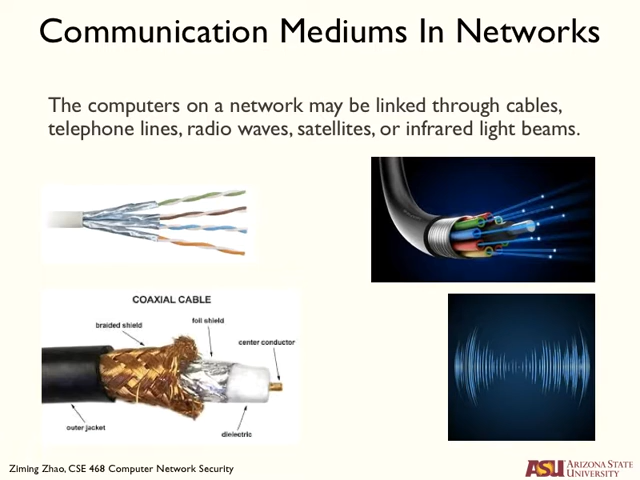 Communication Mediums In Networks
The computers on a network may be linked through cables,
telephone lines, radio waves, satellites, or infrared light beams.
COAXIAL CABLE
braided shield
foil shield
center conductor
outer jacket
dielectric
Ziming Zhao, CSE 468 Computer Network Security
ASU ARIZONA STATE
UNIVERSITY